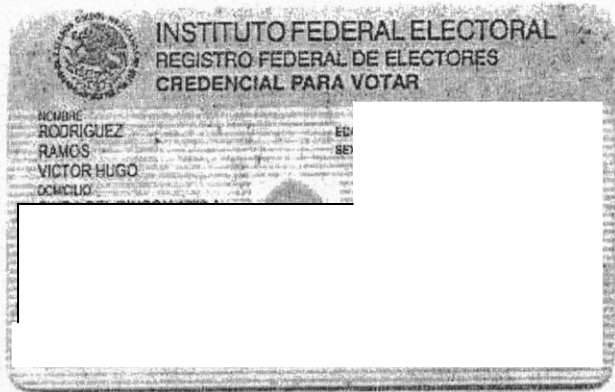 INSTITUTO FEDERAL ELECTORAL
REGISTRO FEDERAL DE ELECTORES
CREDENCIAL PARA VOTAR
NOMBRE
RODRIGUEZ
RAMOS
VICTOR HUGO
DOMICILIO